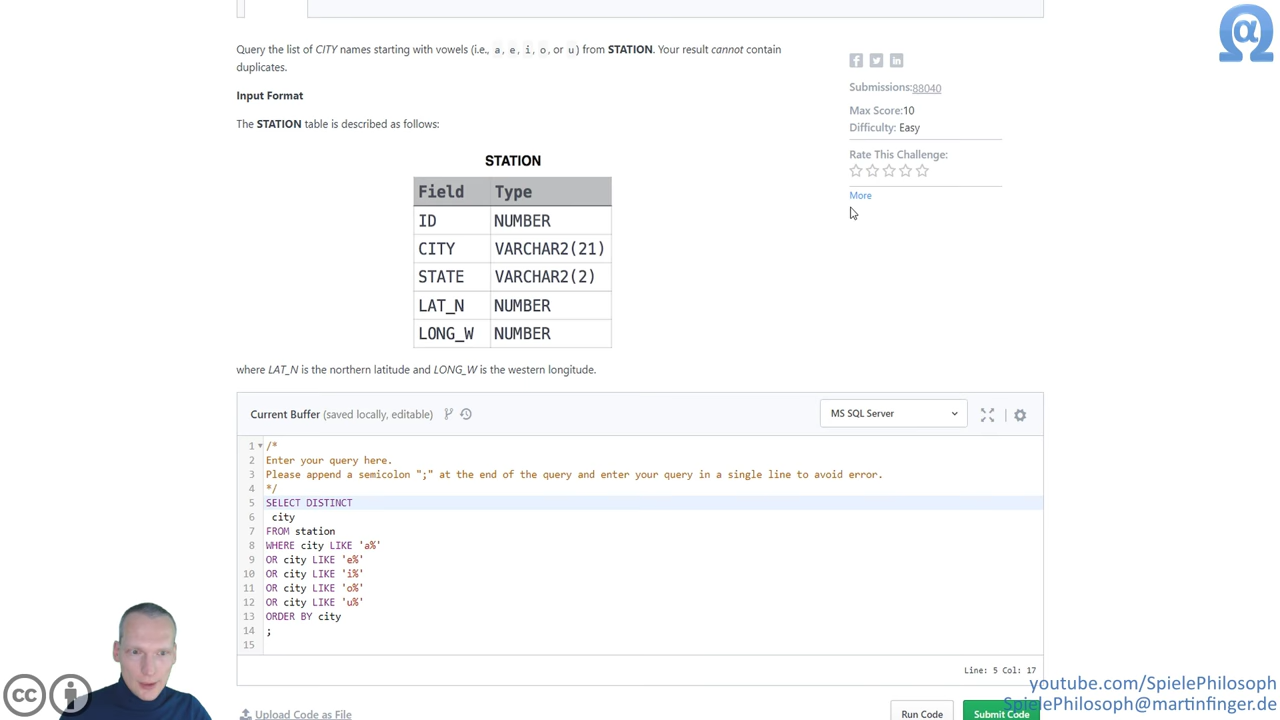 Query the list of CITY names starting with vowels (i.e., a, e, i, o, or u) from STATION. Your result cannot contain
duplicates.
Input Format
The STATION table is described as follows:
STATION
Field Type
ID NUMBER
CITY VARCHAR2(21)
STATE VARCHAR2(2)
LAT_N NUMBER
LONG_W NUMBER
where LAT_N is the northern latitude and LONG_W is the western longitude.
Submissions:88040
Max Score:10
Difficulty: Easy
Rate This Challenge:
More
Current Buffer (saved locally, editable)
MS SQL Server
1 /*
2 Enter your query here.
3 Please append a semicolon ";" at the end of the query and enter your query in a single line to avoid error.
4 */
5 SELECT DISTINCT
6 city
7 FROM station
8 WHERE city LIKE 'a%'
9 OR city LIKE 'e%'
10 OR city LIKE 'i%'
11 OR city LIKE 'o%'
12 OR city LIKE 'u%'
13 ORDER BY city
14 ;
15
Line: 5 Col: 17
Upload Code as File
Run Code
Submit Code
youtube.com/SpielePhilosoph
SpielePhilosoph@martinfinger.de
cc